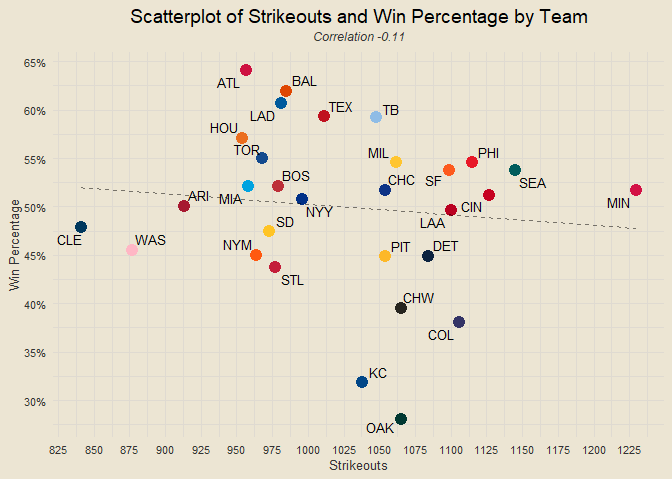 Scatterplot of Strikeouts and Win Percentage by Team
Correlation -0.11
Win Percentage
65%
60%
55%
50%
45%
40%
35%
30%
ATL
BAL
LAD
TEX
TB
HOU
TOR
MIL
PHI
BOS
CHC
SF
SEA
ARI
MIA
NYY
LAA
CIN
MIN
CLE
WAS
SD
NYM
STL
PIT
DET
CHW
COL
KC
OAK
825 850 875 900 925 950 975 1000 1025 1050 1075 1100 1125 1150 1175 1200 1225
Strikeouts